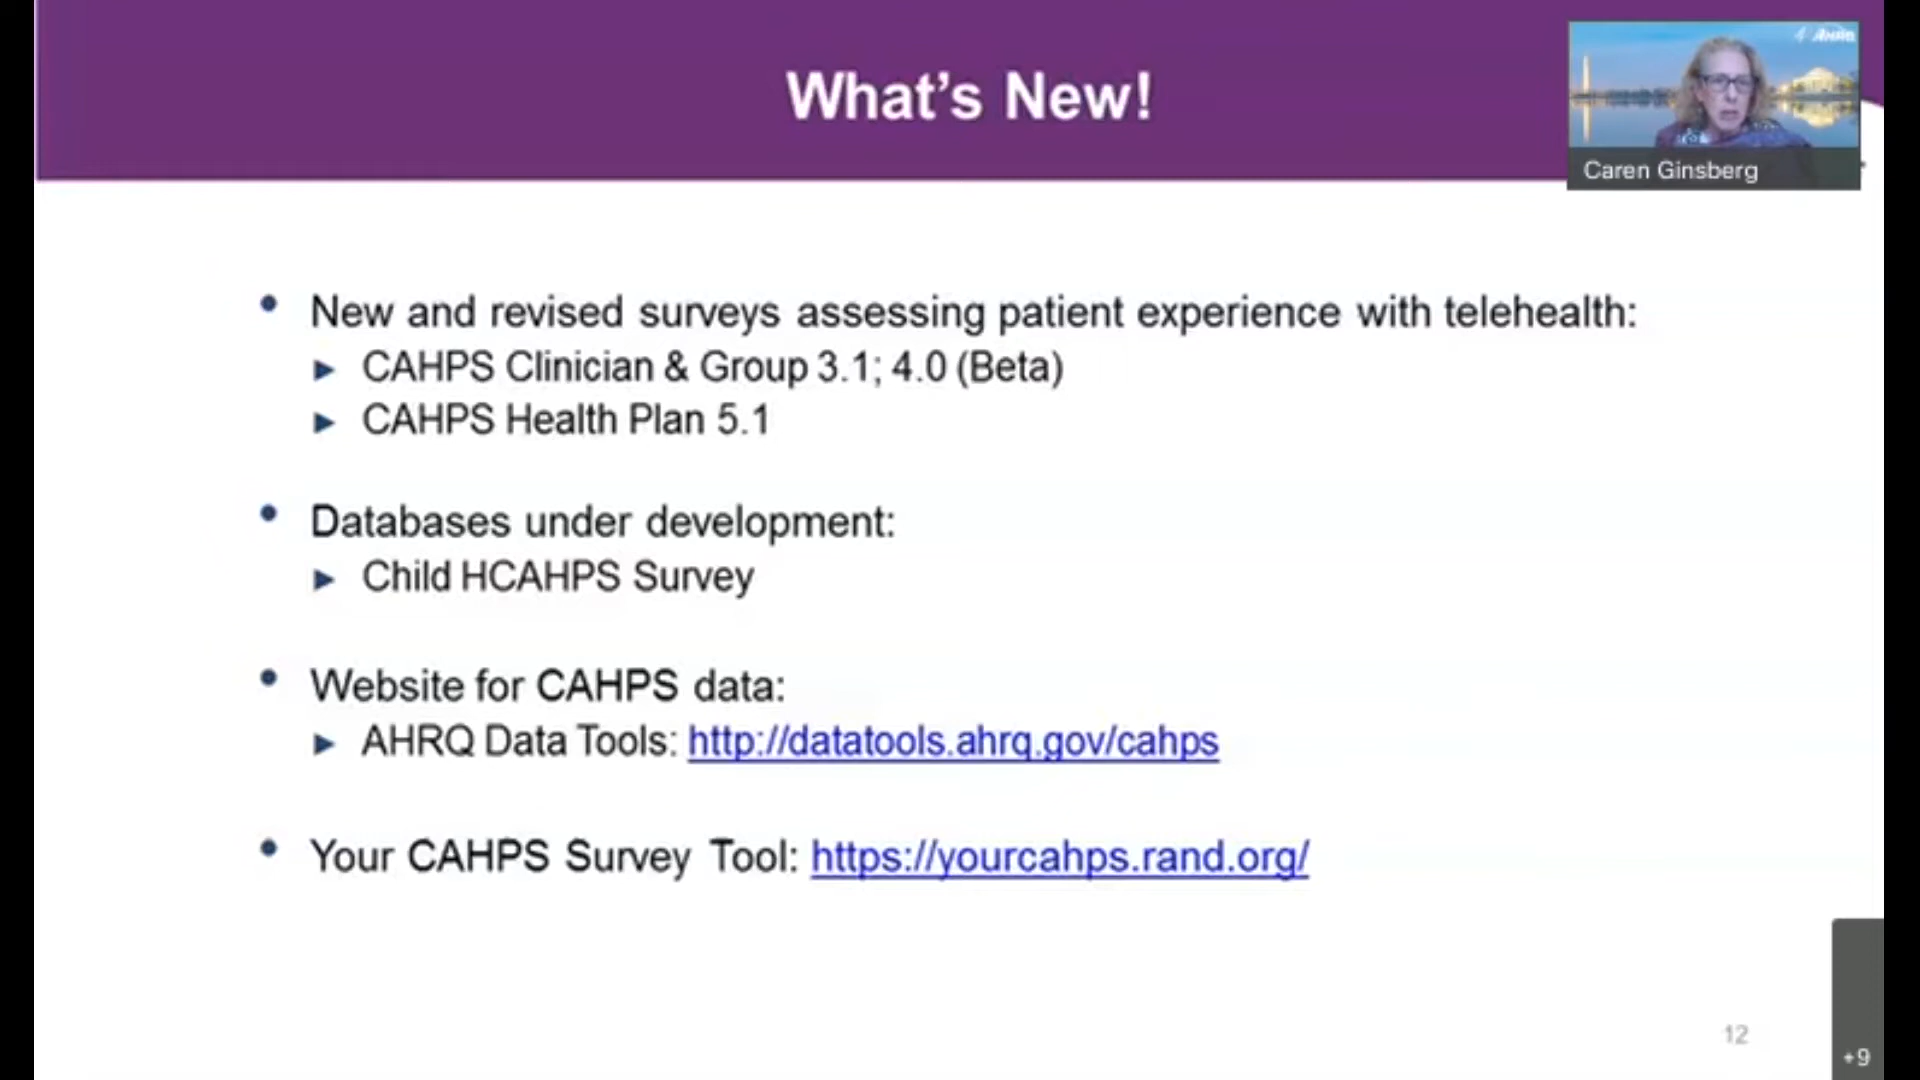 What's New!
AHRQ
Caren Ginsberg
• New and revised surveys assessing patient experience with telehealth:
► CAHPS Clinician & Group 3.1; 4.0 (Beta)
► CAHPS Health Plan 5.1
• Databases under development:
► Child HCAHPS Survey
• Website for CAHPS data:
► AHRQ Data Tools: http://datatools.ahrq.gov/cahps
• Your CAHPS Survey Tool: https://yourcahps.rand.org/
12
+9